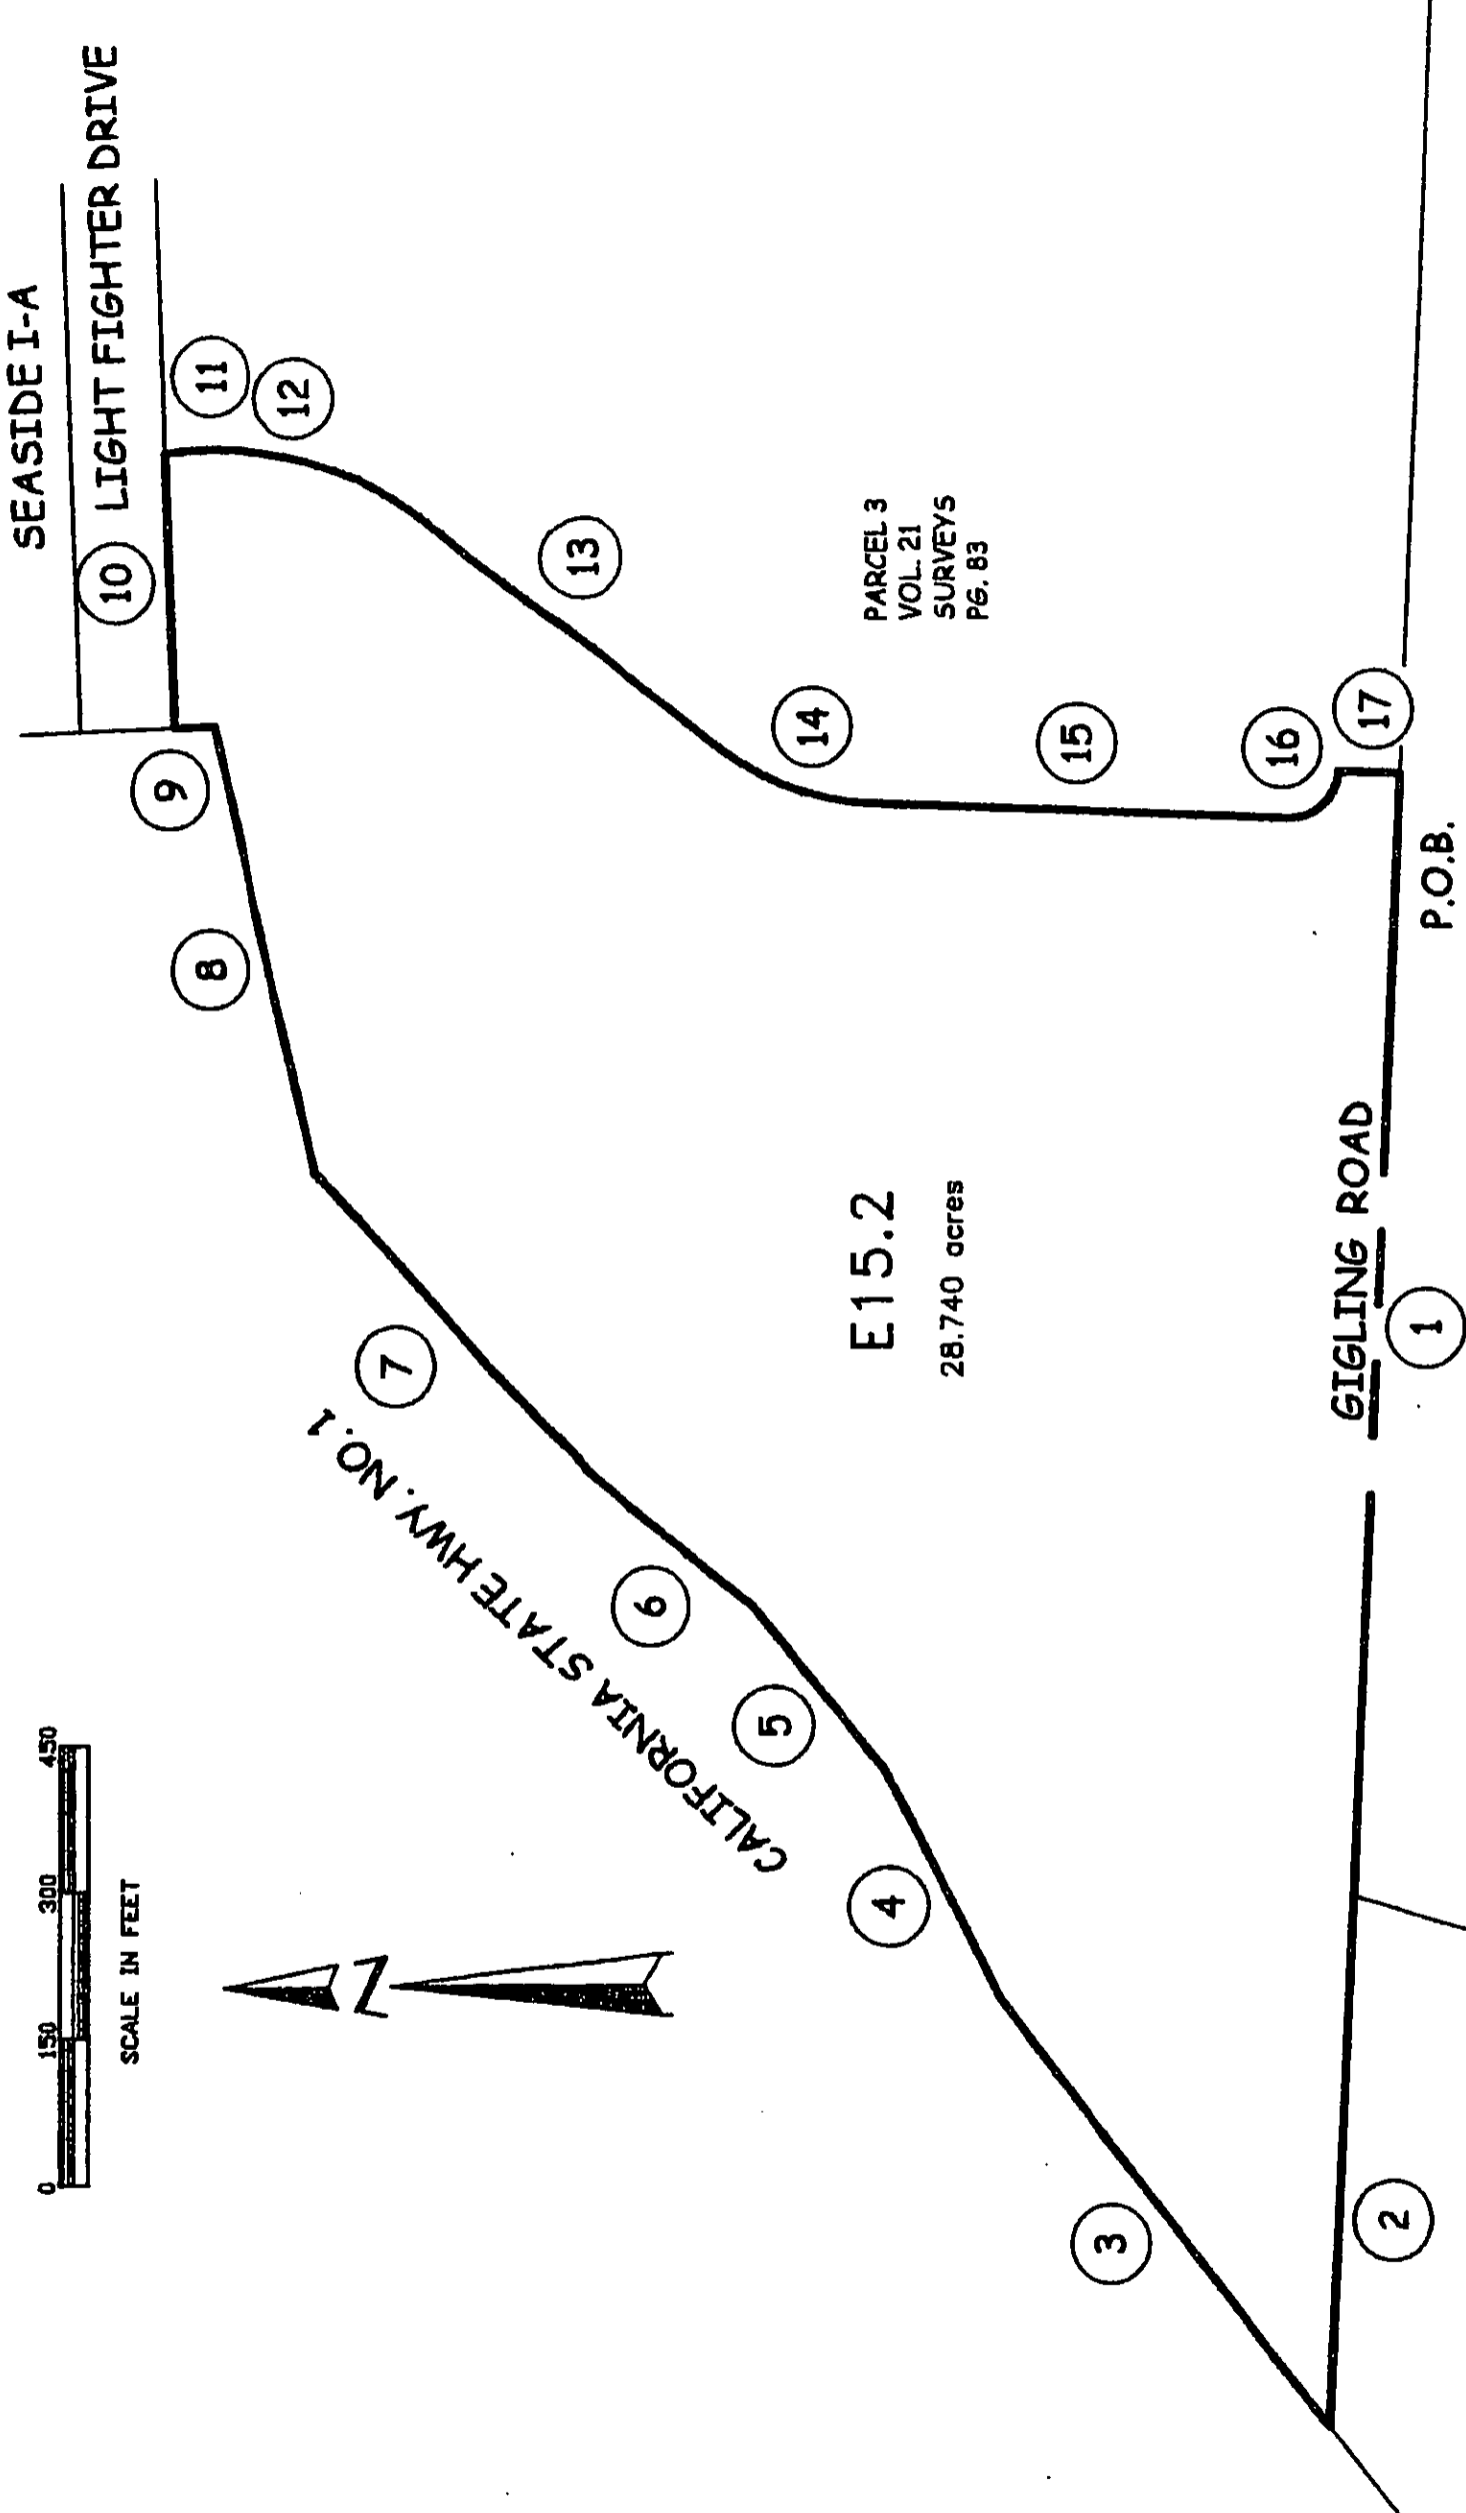 SEASIDE I-A
LIGHTFIGHTER DRIVE
10
11
12
9
8
13
7
CALIFORNIA STATE HWY. NO. 1
6
5
4
3
14
15
16
17
PARCEL 3
VOL. 21
SURVEYS
PG. 83
E15.2
28.740 acres
GIGLING ROAD
1
2
P.O.B.
N
0 150 300 450
SCALE IN FEET